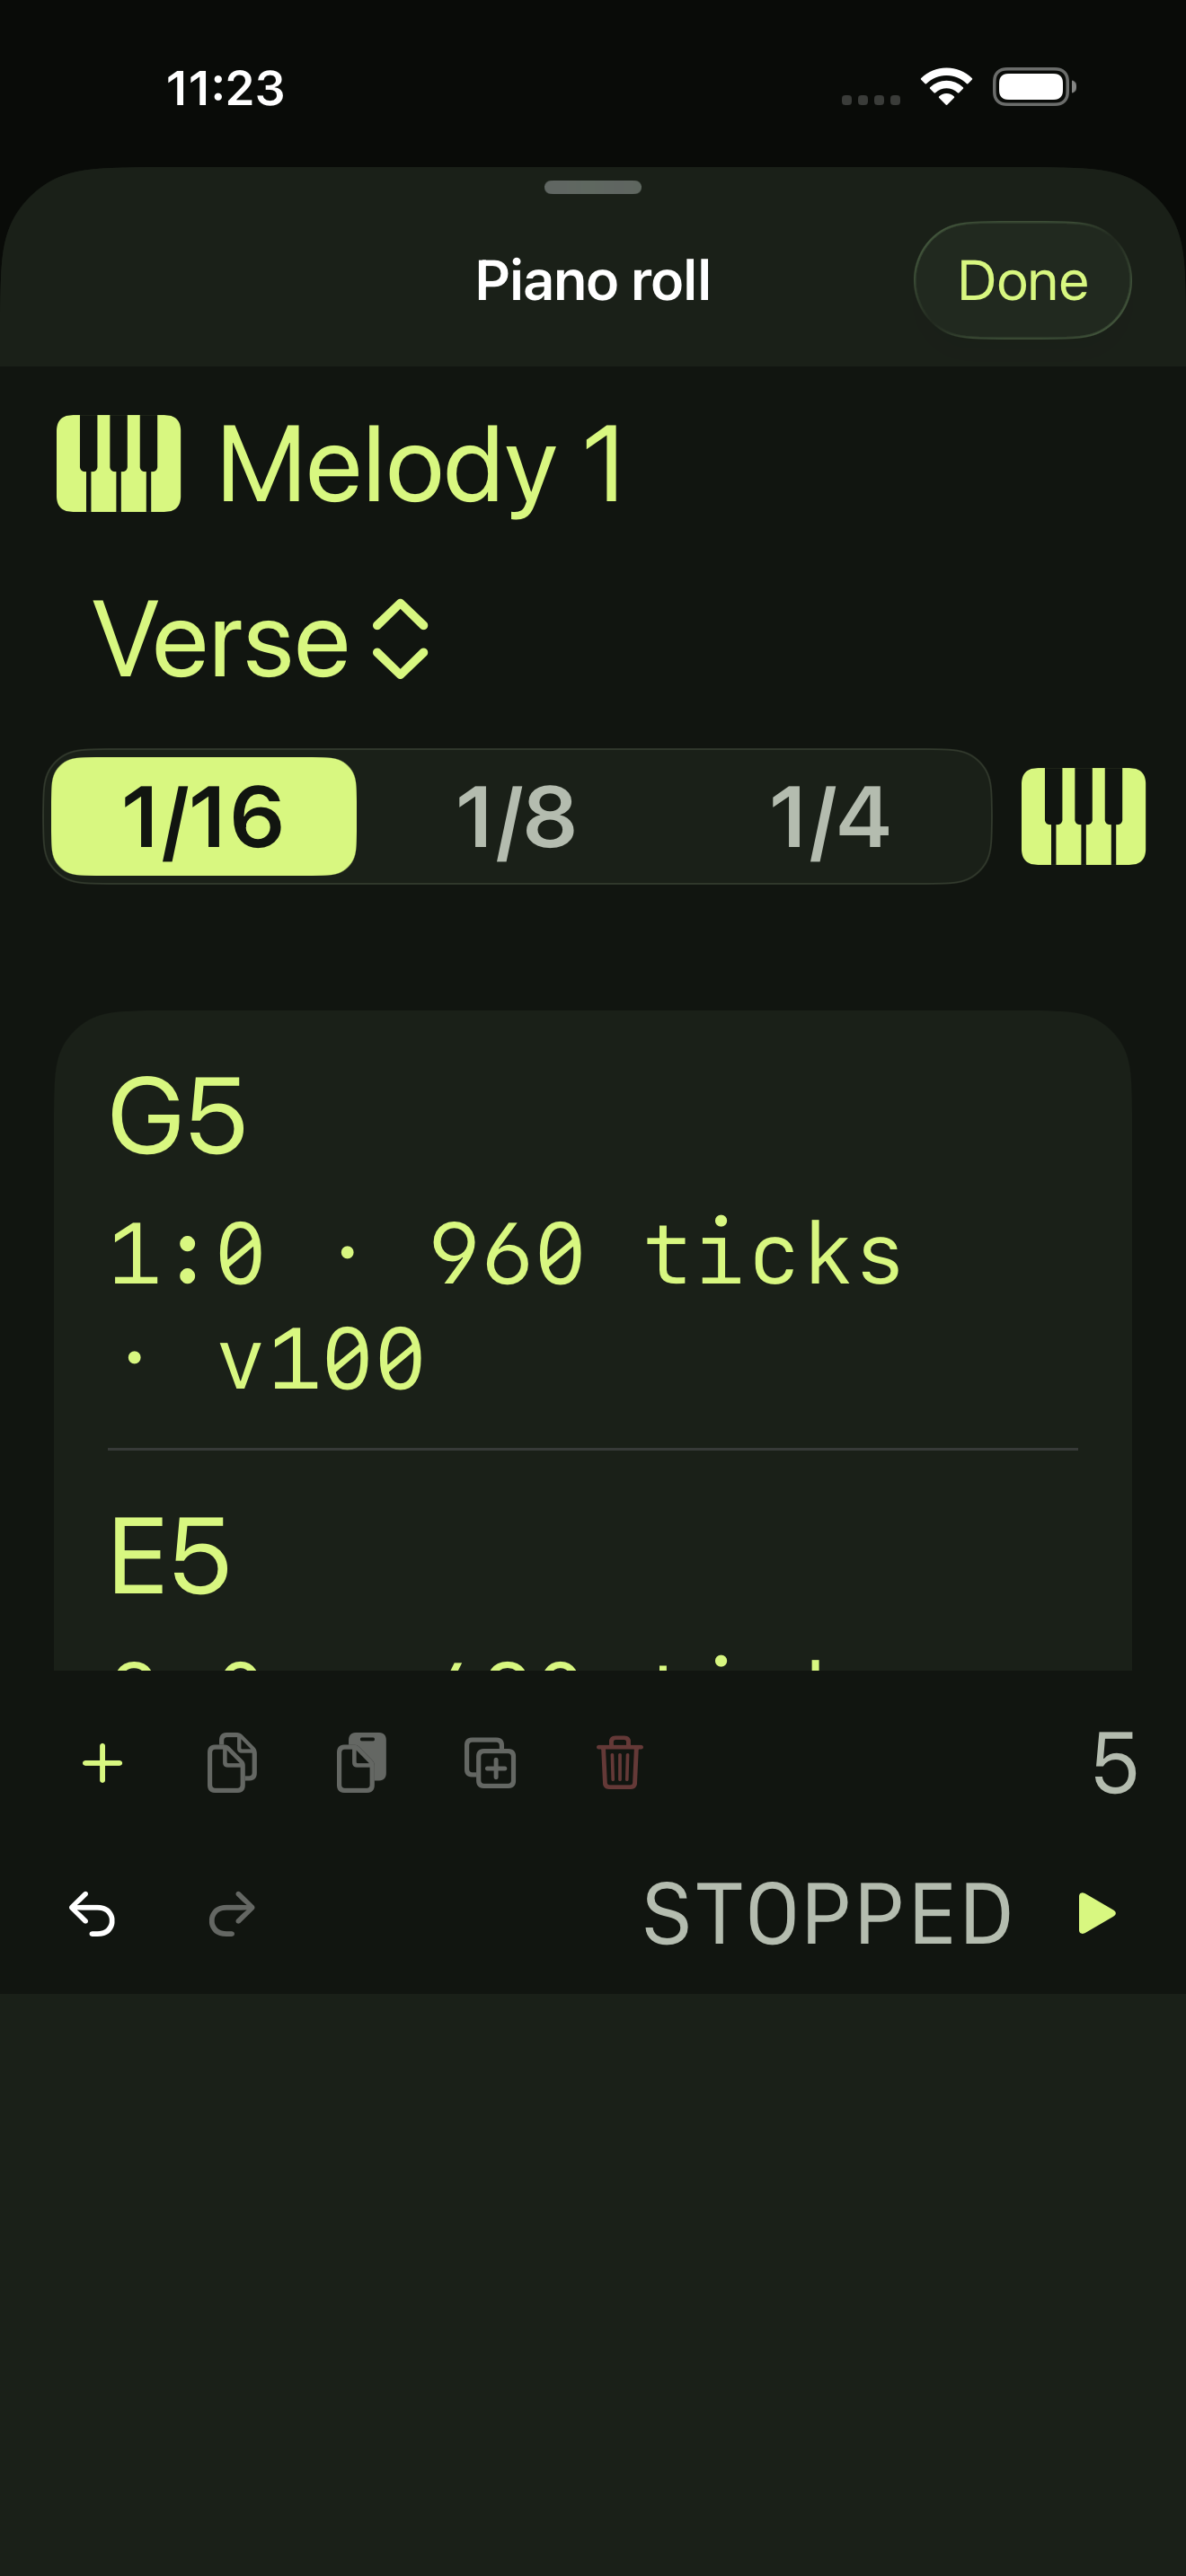 11:23
Piano roll
Done
Melody 1
Verse
1/16
1/8
1/4
G5
1:0 · 960 ticks
· v100
E5
5
STOPPED